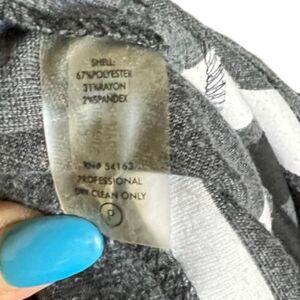 SHELL:
67%POLYESTER
31%RAYON
2%SPANDEX
RN# 54163
PROFESSIONAL
DRY CLEAN ONLY
P